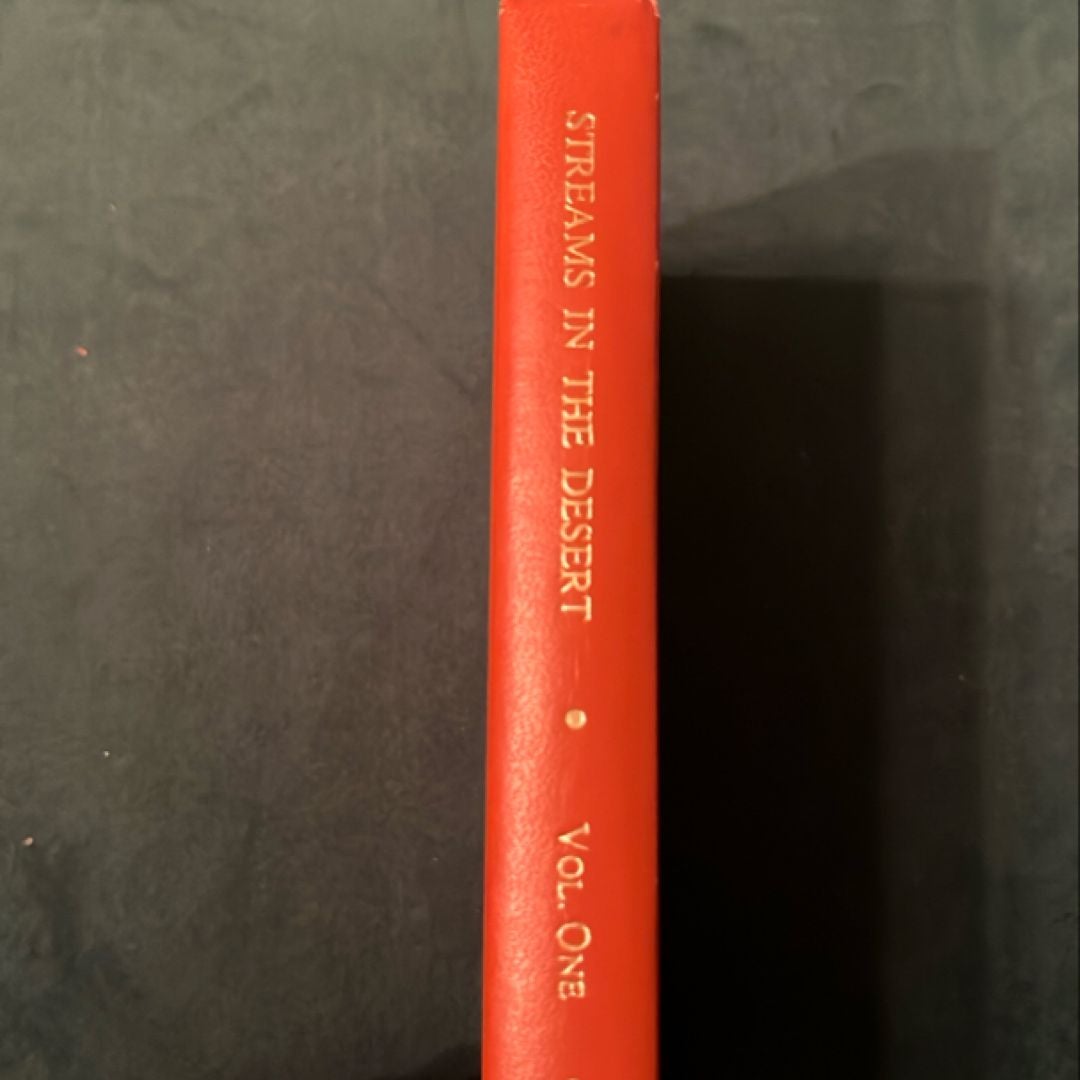 STREAMS IN THE DESERT • VOL. ONE